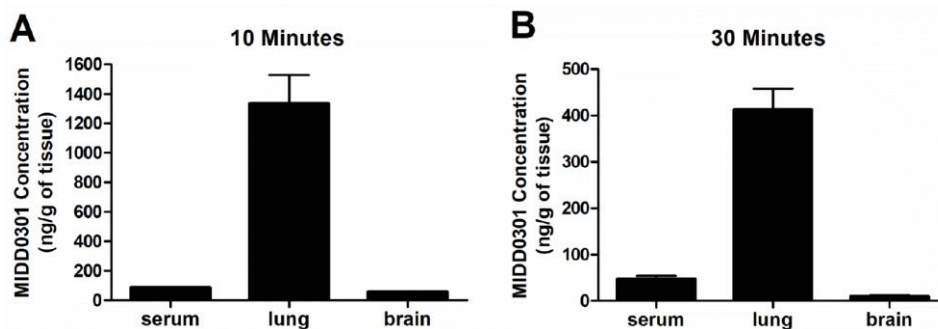 A
10 Minutes
MIDD0301 Concentration
(ng/g of tissue)
1600
1400
1200
1000
800
600
400
200
0
serum lung brain
B
30 Minutes
MIDD0301 Concentration
(ng/g of tissue)
500
400
300
200
100
0
serum lung brain